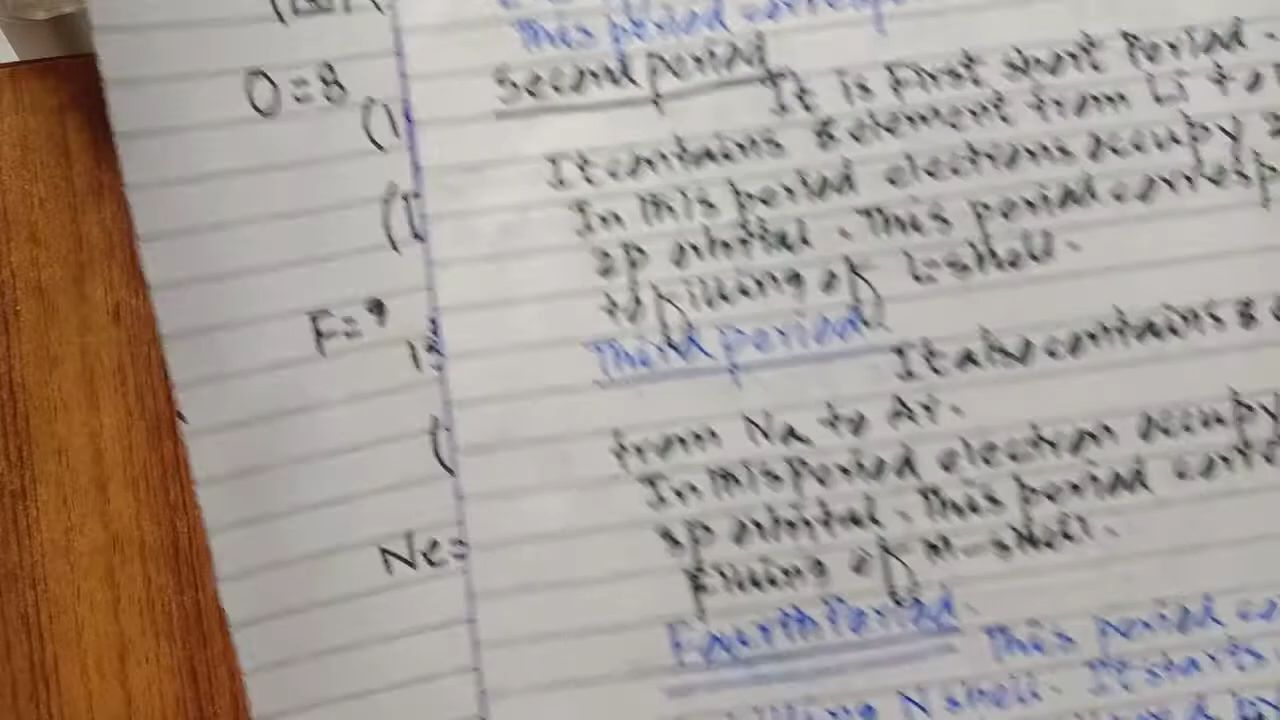 This period corresp
Second period
It is First short Period.
O=8
It contains 8 element from Li to
In this period electrons occupy
2p orbital. This period corresp
to filling of L-shell.
F=9
Third period
It also contains 8
from Na to Ar.
In this Period electron occupy
3p orbital. This period corre
Filling of M-shell.
Ne=
Fourth Period.
This period co
N shell. It starts